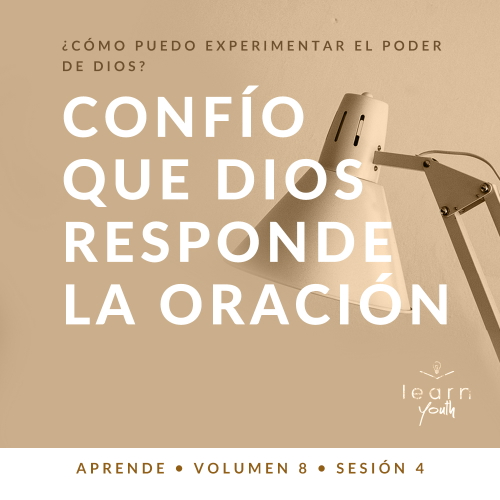 ¿CÓMO PUEDO EXPERIMENTAR EL PODER
DE DIOS?
CONFÍO
QUE DIOS
RESPONDE
LA ORACIÓN
learn
youth
APRENDE • VOLUMEN 8 • SESIÓN 4